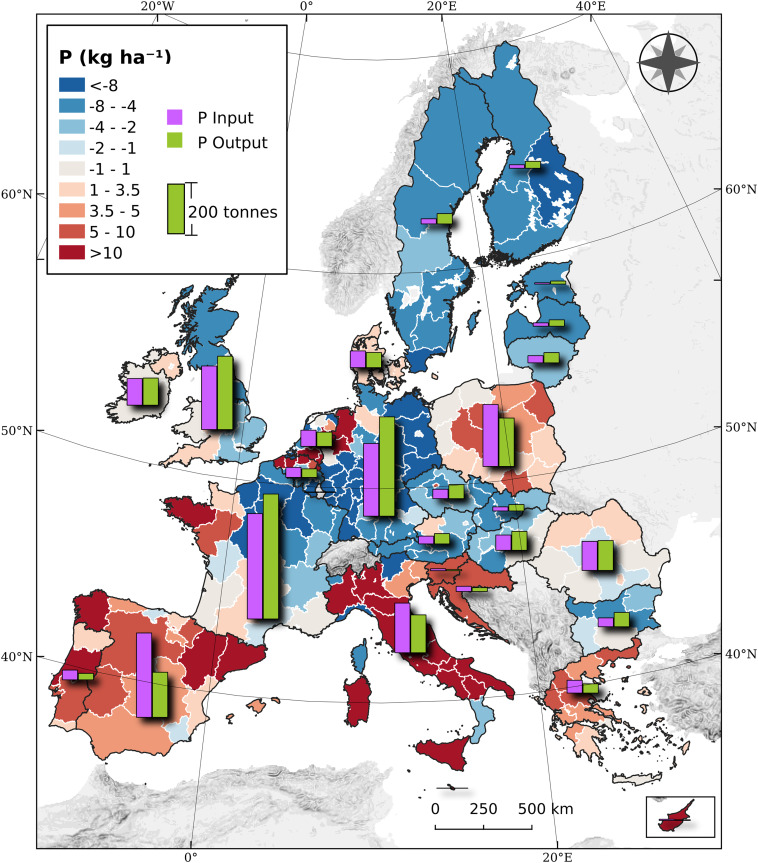 20°W 0° 20°E 40°E
P (kg ha⁻¹)
<-8
-8 - -4
-4 - -2
-2 - -1
-1 - 1
1 - 3.5
3.5 - 5
5 - 10
>10
P Input
P Output
200 tonnes
60°N 60°N
50°N 50°N
40°N 40°N
0 250 500 km
0° 20°E